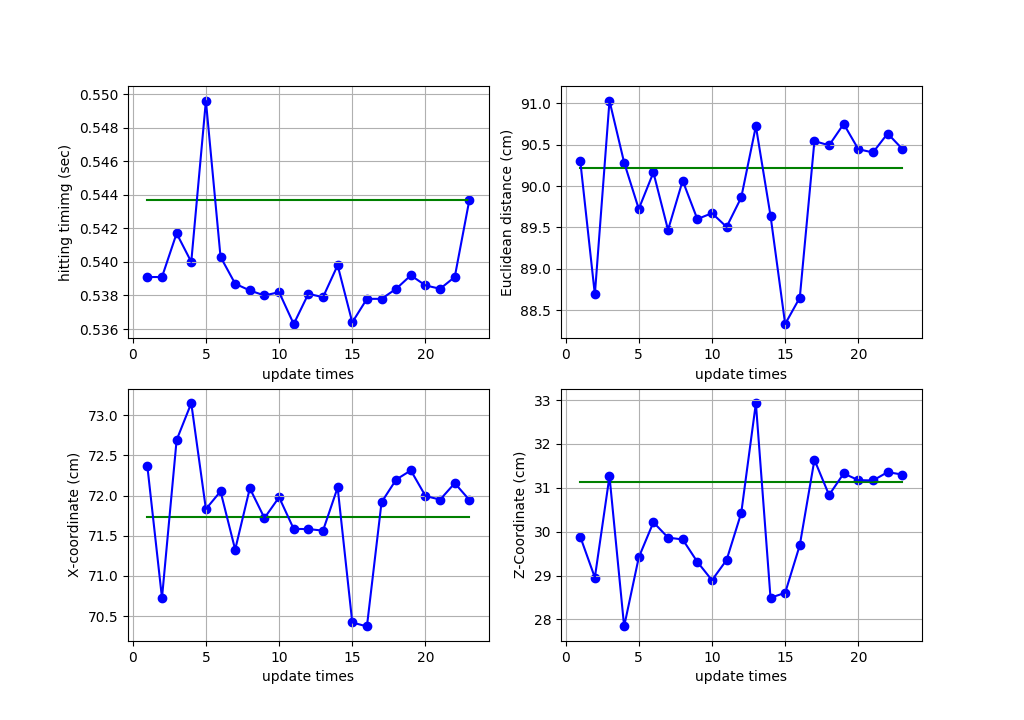 0.550
0.548
0.546
0.544
0.542
0.540
0.538
0.536
hitting timimg (sec)
0 5 10 15 20
update times
91.0
90.5
90.0
89.5
89.0
88.5
Euclidean distance (cm)
0 5 10 15 20
update times
73.0
72.5
72.0
71.5
71.0
70.5
X-coordinate (cm)
0 5 10 15 20
update times
33
32
31
30
29
28
Z-Coordinate (cm)
0 5 10 15 20
update times